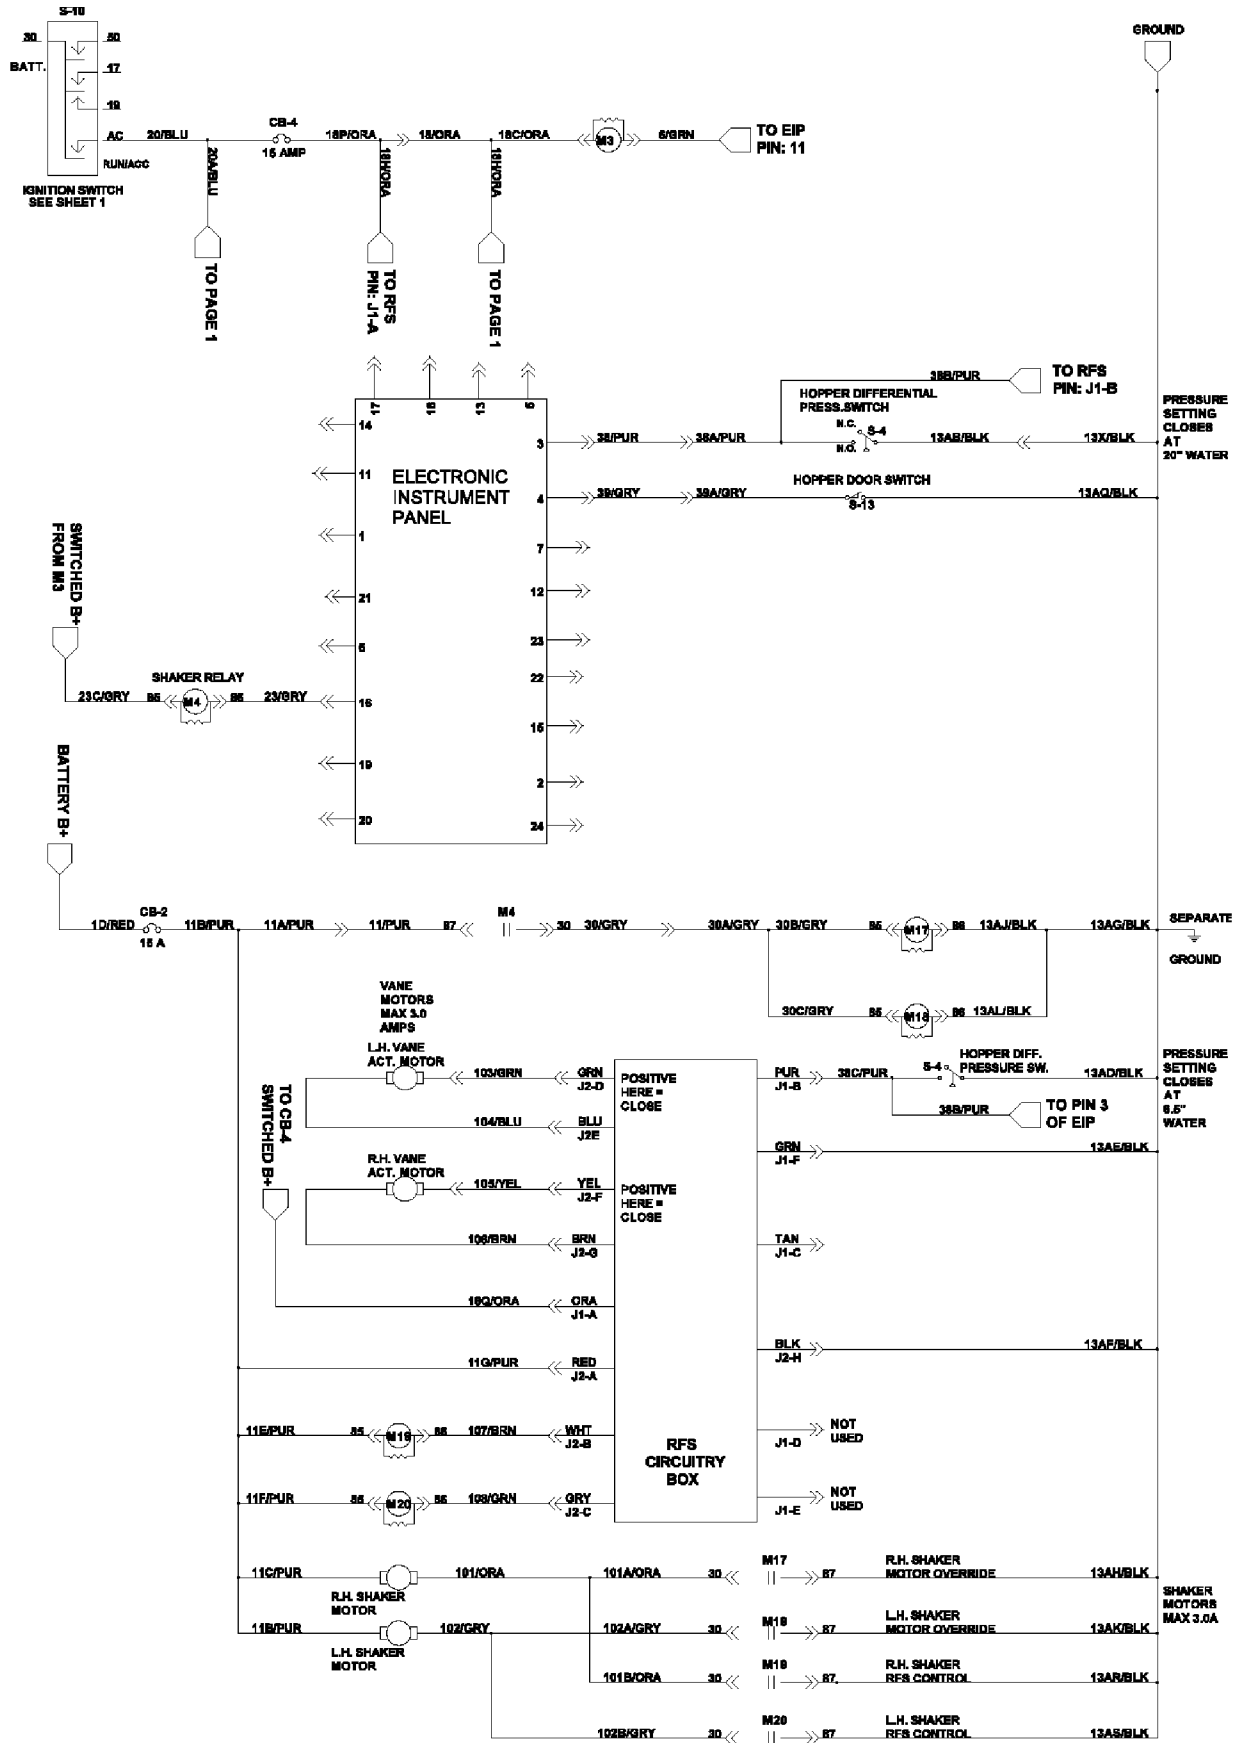 S-10
GROUND
30
50
BATT.
17
19
CB-4
AC
20/BLU
18P/ORA
18/ORA
18C/ORA
M3
6/GRN
TO EIP
PIN: 11
15 AMP
RUN/ACC
20A/BLU
18H/ORA
18H/ORA
IGNITION SWITCH
SEE SHEET 1
TO PAGE 1
TO RFS
PIN: J1-A
TO PAGE 1
38B/PUR
TO RFS
PIN: J1-B
HOPPER DIFFERENTIAL
PRESS.SWITCH
PRESSURE
SETTING
CLOSES
AT
20" WATER
17
13
14
N.C.
S-4
N.O.
3
38/PUR
38A/PUR
13AB/BLK
13X/BLK
11
ELECTRONIC
INSTRUMENT
PANEL
HOPPER DOOR SWITCH
4
39/GRY
39A/GRY
S-13
13AQ/BLK
SWITCHED B+
FROM M3
1
7
21
12
23
22
SHAKER RELAY
23C/GRY
M4
23/GRY
16
15
19
2
20
24
BATTERY B+
1D/RED
CB-2
15 A
11B/PUR
11A/PUR
11/PUR
87
M4
30
30/GRY
30A/GRY
30B/GRY
85
M17
86
13AJ/BLK
13AG/BLK
SEPARATE
GROUND
VANE
MOTORS
MAX 3.0
AMPS
30C/GRY
85
M18
86
13AL/BLK
L.H. VANE
ACT. MOTOR
103/GRN
GRN
J2-D
POSITIVE
HERE =
CLOSE
PUR
J1-B
38C/PUR
S-4
HOPPER DIFF.
PRESSURE SW.
13AD/BLK
PRESSURE
SETTING
CLOSES
AT
6.5"
WATER
TO CB-4
SWITCHED B+
104/BLU
BLU
J2E
38B/PUR
TO PIN 3
OF EIP
R.H. VANE
ACT. MOTOR
105/YEL
YEL
J2-F
POSITIVE
HERE =
CLOSE
GRN
J1-F
13AE/BLK
106/BRN
BRN
J2-G
TAN
J1-C
18Q/ORA
ORA
J1-A
BLK
J2-H
13AF/BLK
11G/PUR
RED
J2-A
11E/PUR
85
M19
86
107/BRN
WHT
J2-B
RFS
CIRCUITRY
BOX
J1-D
NOT
USED
11F/PUR
M20
108/GRN
GRY
J2-C
J1-E
NOT
USED
11C/PUR
R.H. SHAKER
MOTOR
101/ORA
101A/ORA
30
M17
87
R.H. SHAKER
MOTOR OVERRIDE
13AH/BLK
SHAKER
MOTORS
MAX 3.0A
11B/PUR
L.H. SHAKER
MOTOR
102/GRY
102A/GRY
30
M18
87
L.H. SHAKER
MOTOR OVERRIDE
13AK/BLK
101B/ORA
30
M19
87
R.H. SHAKER
RFS CONTROL
13AR/BLK
102B/GRY
30
M20
87
L.H. SHAKER
RFS CONTROL
13AS/BLK